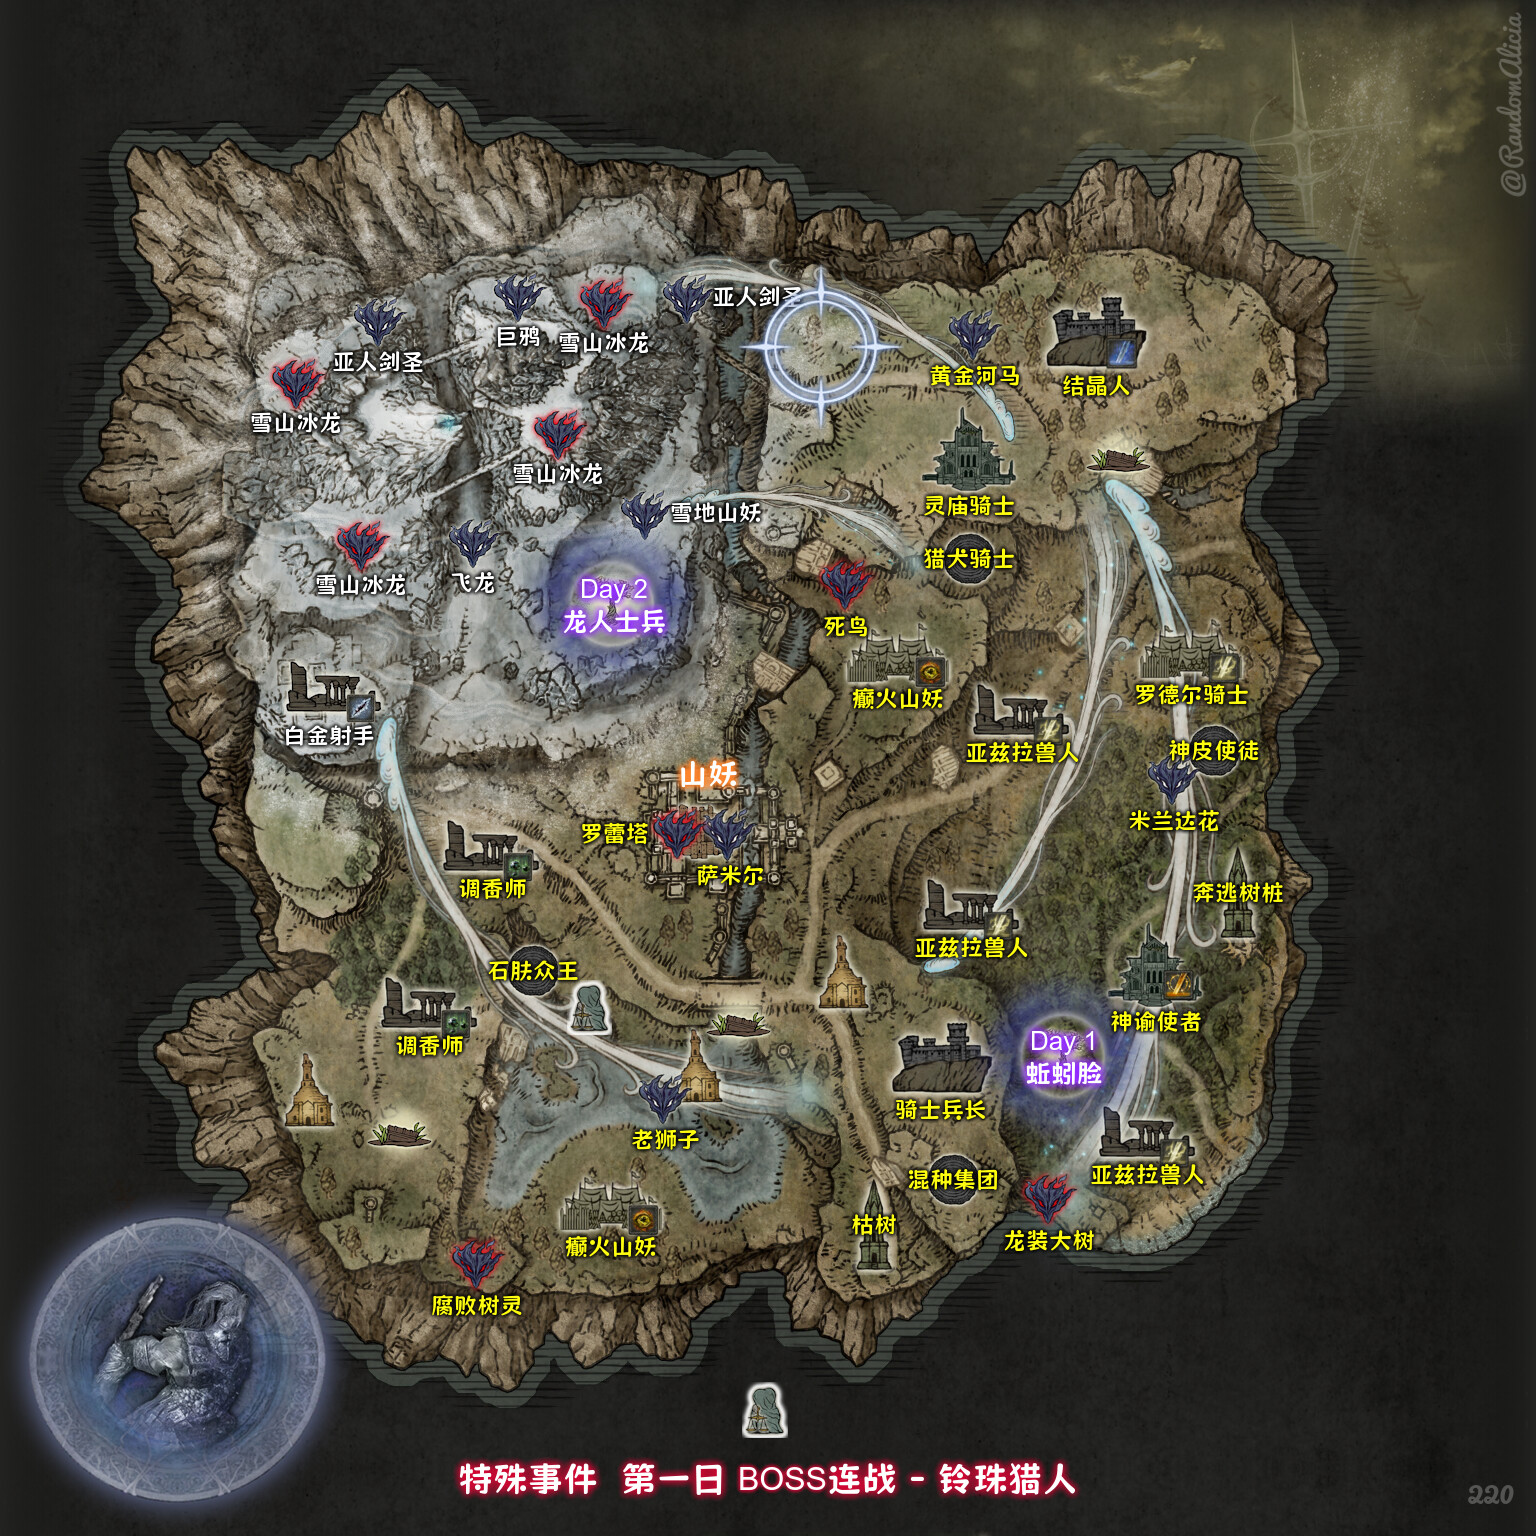 @RandomAlicia
亚人剑圣
巨鸦
雪山冰龙
亚人剑圣
黄金河马
结晶人
雪山冰龙
雪山冰龙
灵庙骑士
雪地山妖
猎犬骑士
雪山冰龙
飞龙
Day 2
龙人士兵
死鸟
癫火山妖
罗德尔骑士
白金射手
亚兹拉兽人
神皮使徒
山妖
米兰达花
罗蕾塔
萨米尔
调香师
奔逃树桩
亚兹拉兽人
石肤众王
神谕使者
调香师
Day 1
蚯蚓脸
骑士兵长
老狮子
混种集团
亚兹拉兽人
枯树
龙装大树
癫火山妖
腐败树灵
特殊事件 第一日 BOSS连战 - 铃珠猎人
220